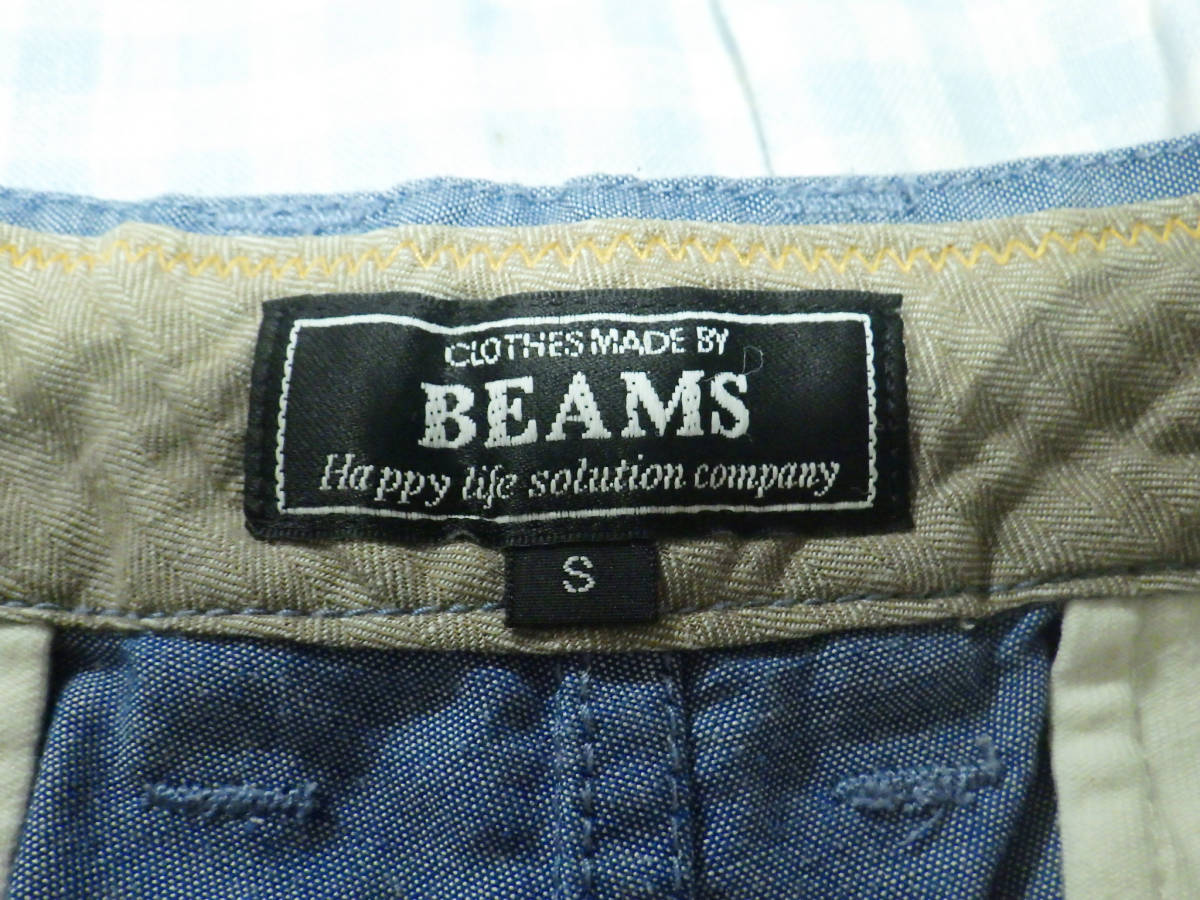 CLOTHES MADE BY
BEAMS
Happy life solution company
S